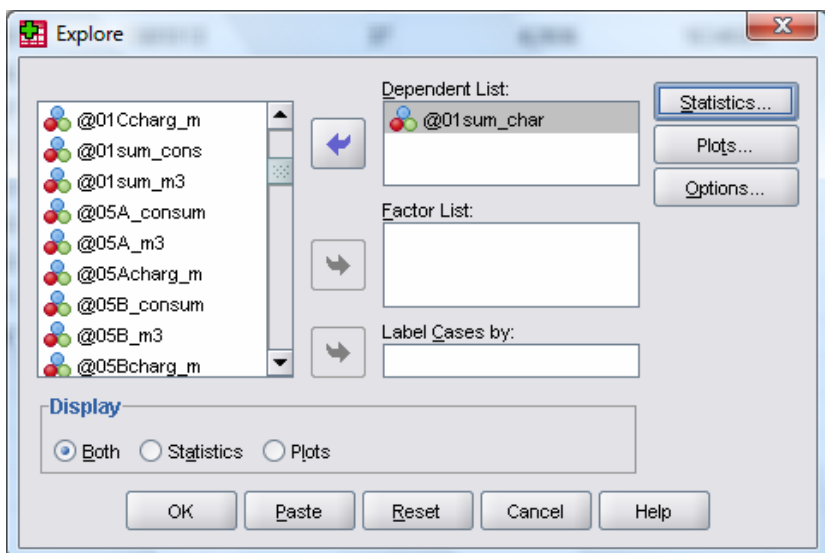 Explore
@01Ccharg_m
@01sum_cons
@01sum_m3
@05A_consum
@05A_m3
@05Acharg_m
@05B_consum
@05B_m3
@05Bcharg_m
Dependent List:
@01sum_char
Factor List:
Label Cases by:
Statistics...
Plots...
Options...
Display
Both Statistics Plots
OK Paste Reset Cancel Help